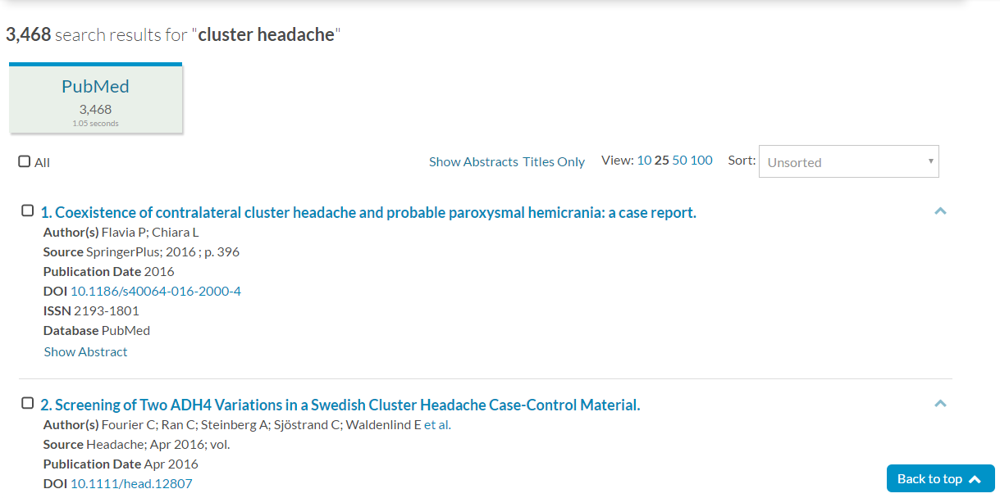 3,468 search results for "cluster headache"
PubMed
3,468
1.05 seconds
All
Show Abstracts Titles Only View: 10 25 50 100 Sort: Unsorted
1. Coexistence of contralateral cluster headache and probable paroxysmal hemicrania: a case report.
Author(s) Flavia P; Chiara L
Source SpringerPlus; 2016 ; p. 396
Publication Date 2016
DOI 10.1186/s40064-016-2000-4
ISSN 2193-1801
Database PubMed
Show Abstract
2. Screening of Two ADH4 Variations in a Swedish Cluster Headache Case-Control Material.
Author(s) Fourier C; Ran C; Steinberg A; Sjöstrand C; Waldenlind E et al.
Source Headache; Apr 2016; vol.
Publication Date Apr 2016
DOI 10.1111/head.12807
Back to top